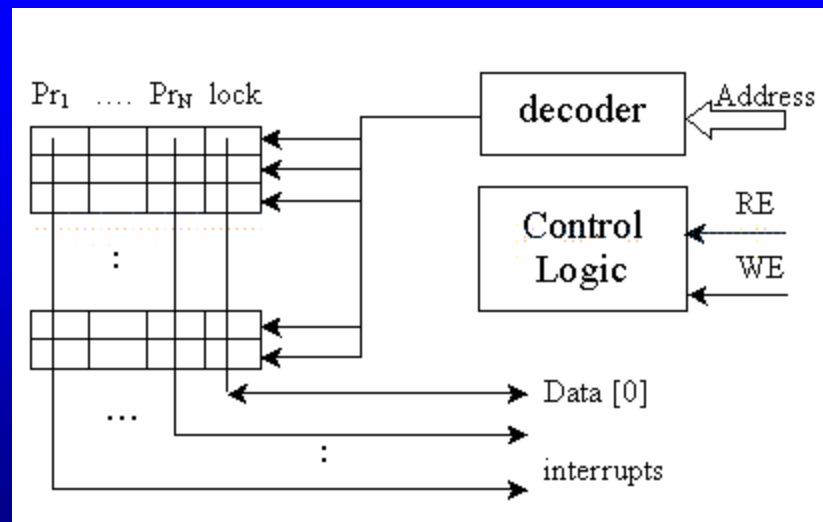 Pr₁ .... Prₙ lock
decoder
Address
Control
Logic
RE
WE
:
Data [0]
...
:
interrupts